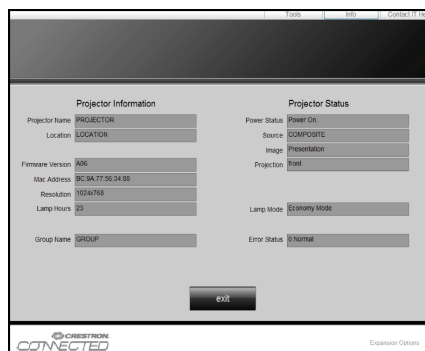 Tools Info Contact IT He
Projector Information
Projector Name PROJECTOR
Location LOCATION
Firmware Version A06
Mac Address BC:9A:77:56:34:88
Resolution 1024x768
Lamp Hours 23
Group Name GROUP
Projector Status
Power Status Power On.
Source COMPOSITE
Image Presentation
Projection front
Lamp Mode Economy Mode
Error Status 0:Normal
exit
CRESTRON
CONNECTED
Expansion Options